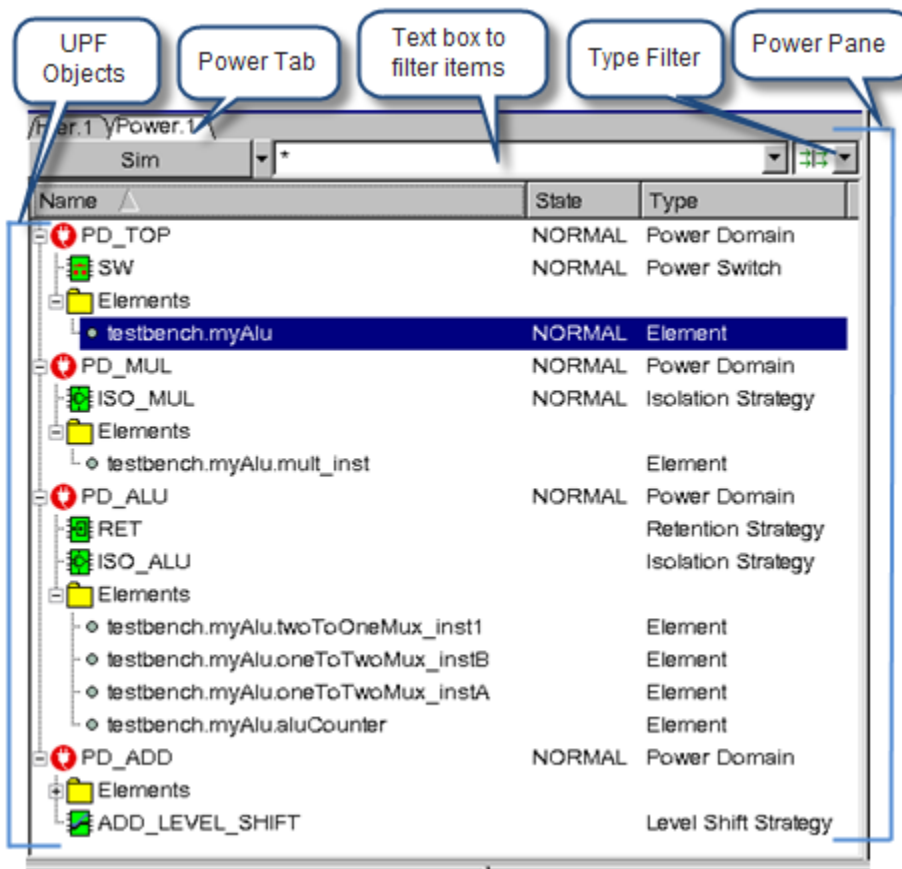 UPF
Objects
Power Tab
Text box to
filter items
Type Filter
Power Pane
Hier.1 Power.1
Sim *
Name State Type
PD_TOP NORMAL Power Domain
SW NORMAL Power Switch
Elements
testbench.myAlu NORMAL Element
PD_MUL NORMAL Power Domain
ISO_MUL NORMAL Isolation Strategy
Elements
testbench.myAlu.mult_inst Element
PD_ALU NORMAL Power Domain
RET Retention Strategy
ISO_ALU Isolation Strategy
Elements
testbench.myAlu.twoToOneMux_inst1 Element
testbench.myAlu.oneToTwoMux_instB Element
testbench.myAlu.oneToTwoMux_instA Element
testbench.myAlu.aluCounter Element
PD_ADD NORMAL Power Domain
Elements
ADD_LEVEL_SHIFT Level Shift Strategy